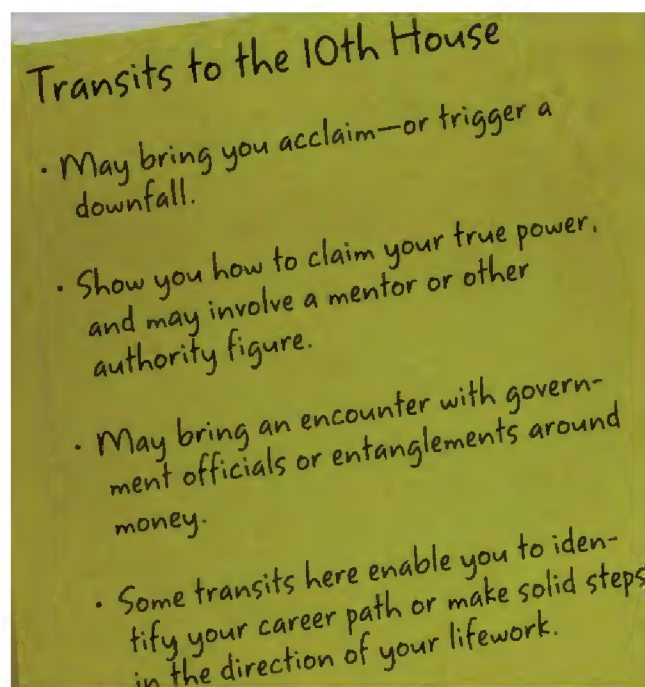 Transits to the 10th House
· May bring you acclaim—or trigger a
downfall.
· Show you how to claim your true power,
and may involve a mentor or other
authority figure.
· May bring an encounter with govern-
ment officials or entanglements around
money.
· Some transits here enable you to iden-
tify your career path or make solid steps
in the direction of your lifework.